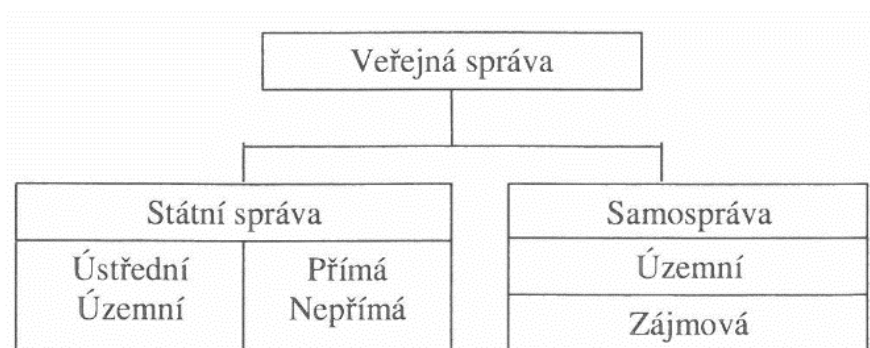 Veřejná správa
Státní správa
Ústřední
Územní
Přímá
Nepřímá
Samospráva
Územní
Zájmová